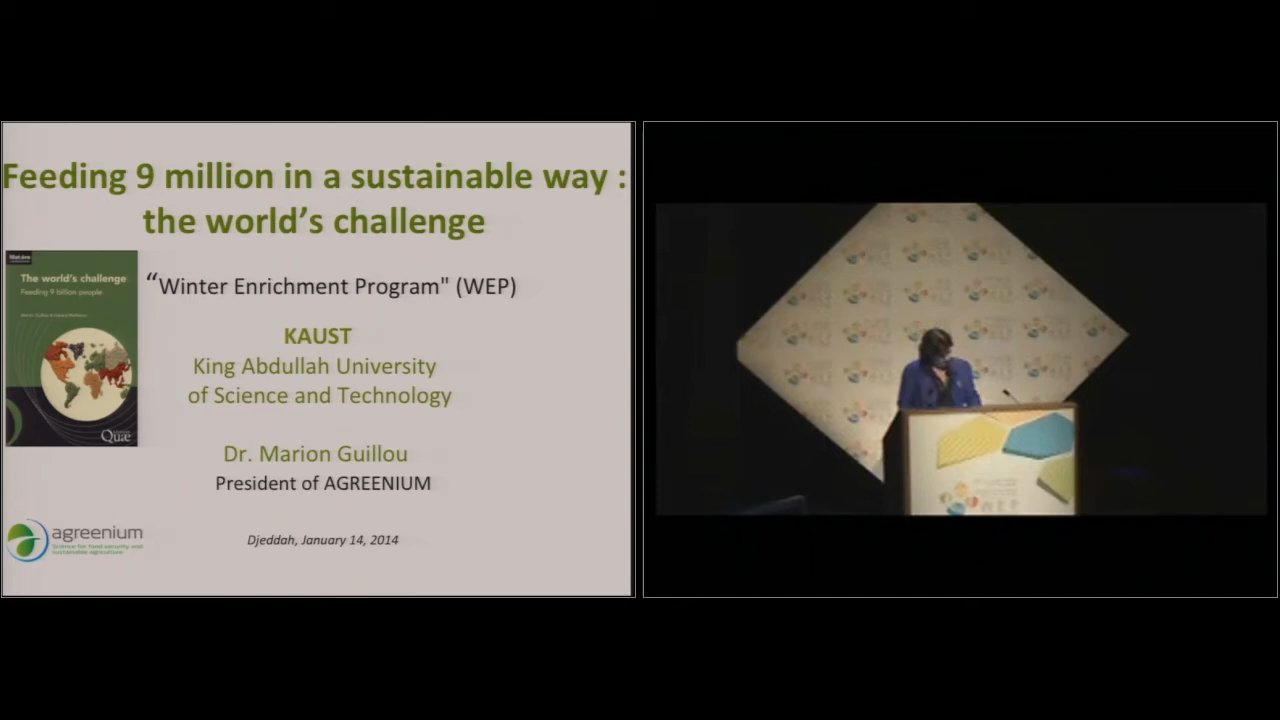 Feeding 9 million in a sustainable way :
the world's challenge
The world's challenge
Feeding 9 billion people
“Winter Enrichment Program" (WEP)
KAUST
King Abdullah University
of Science and Technology
Quæ
Dr. Marion Guillou
President of AGREENIUM
agreenium
Science for food security and
sustainable agriculture
Djeddah, January 14, 2014